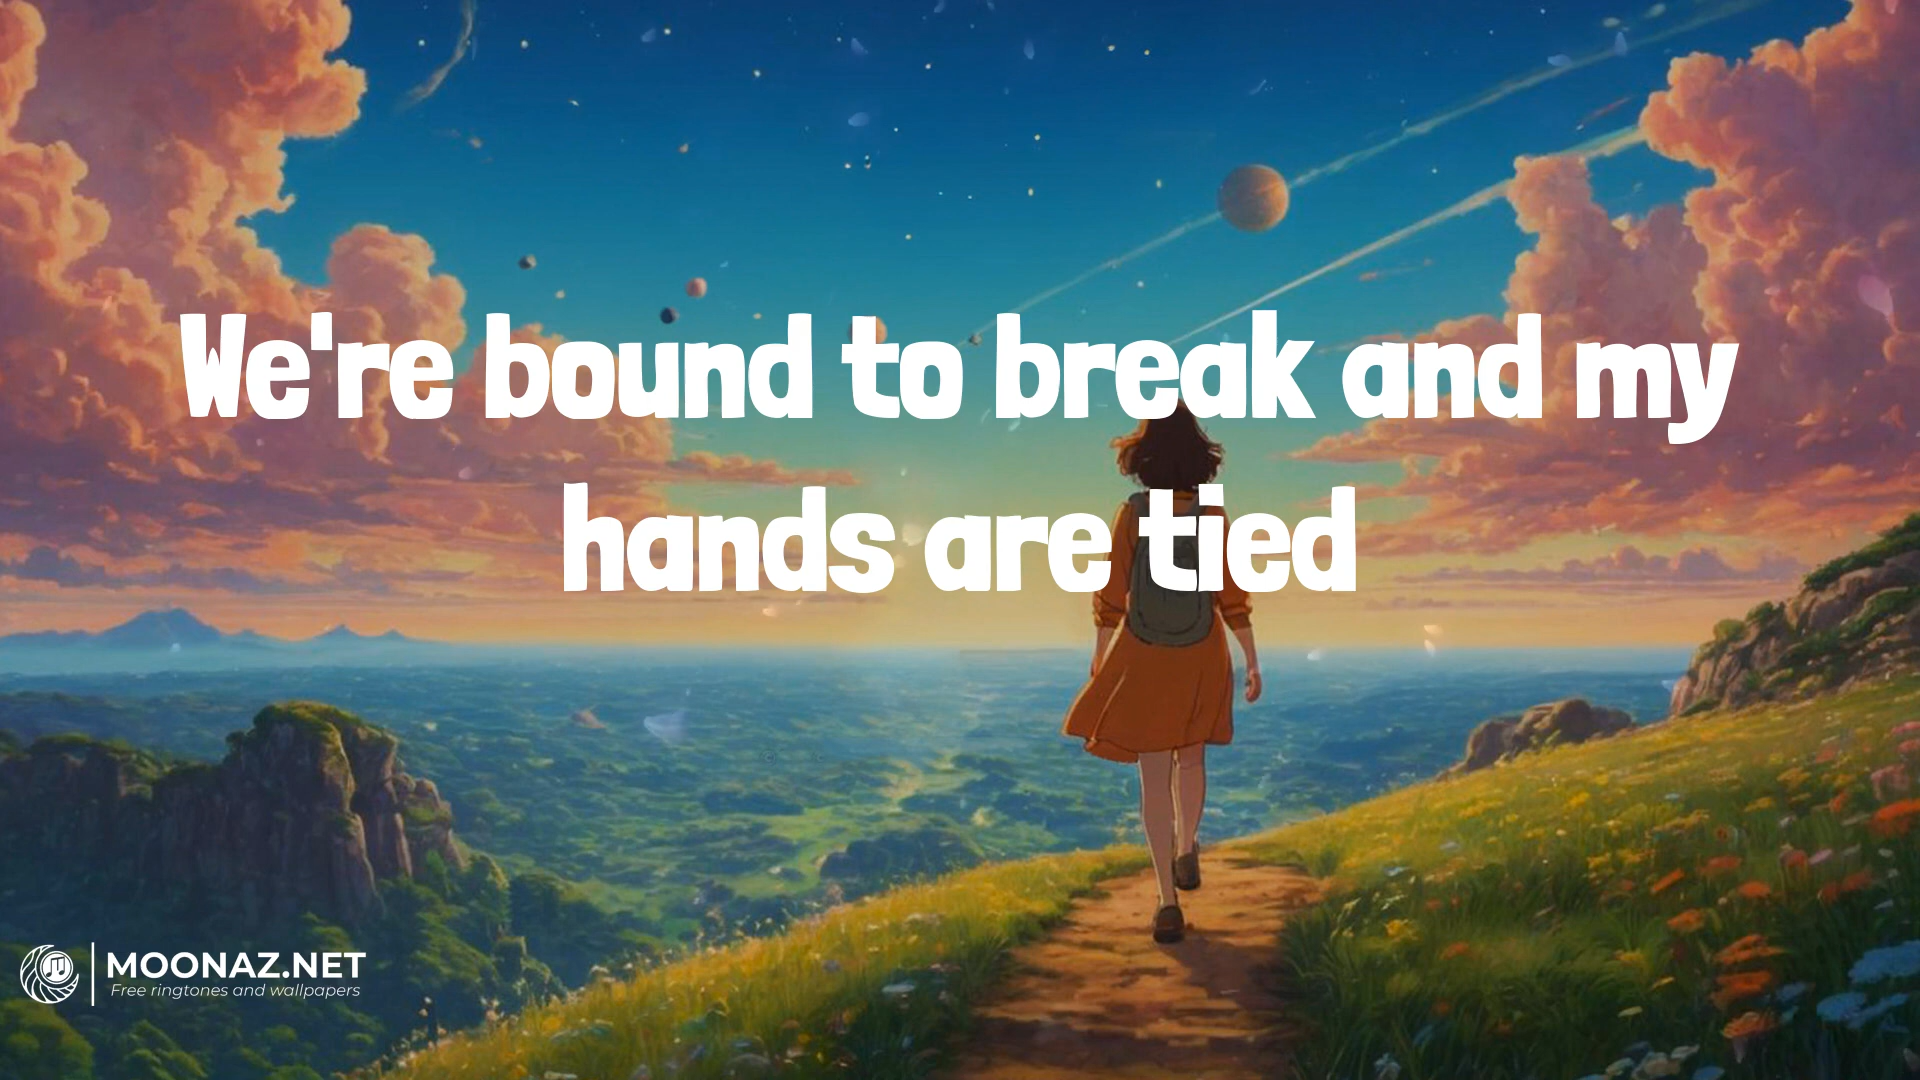 We're bound to break and my
hands are tied
MOONAZ.NET
Free ringtones and wallpapers